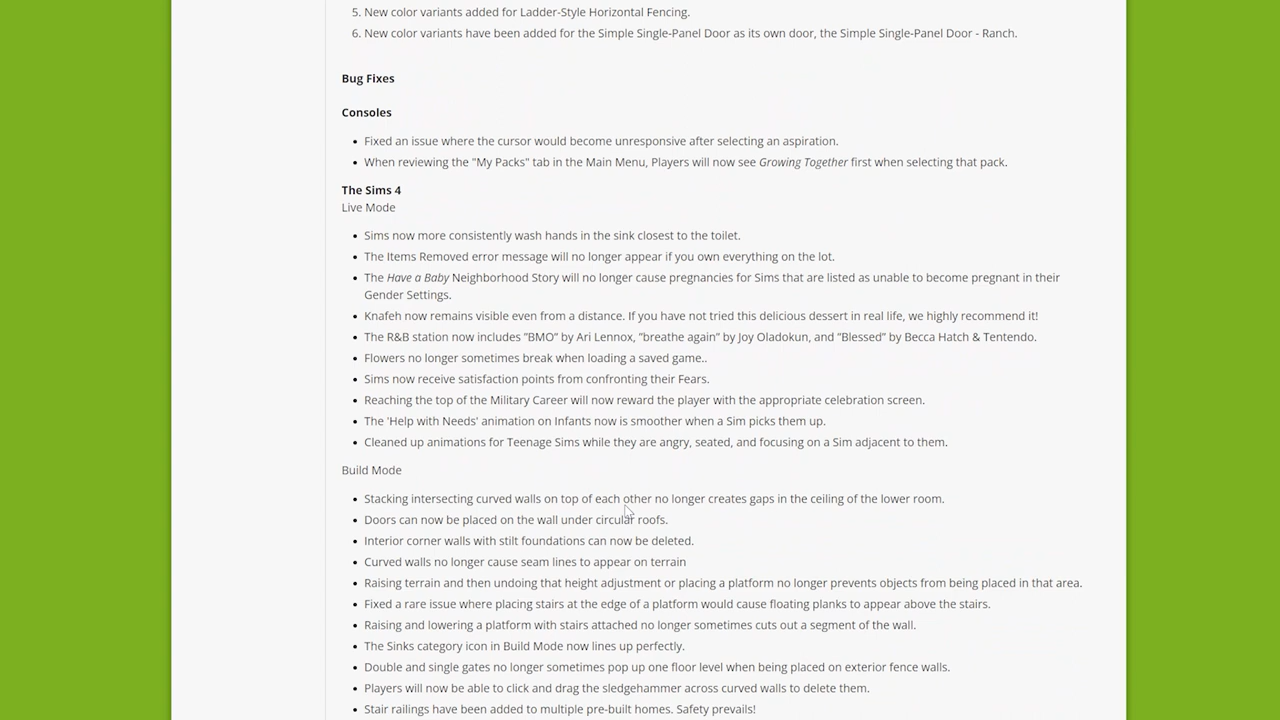 5. New color variants added for Ladder-Style Horizontal Fencing.
6. New color variants have been added for the Simple Single-Panel Door as its own door, the Simple Single-Panel Door - Ranch.
Bug Fixes
Consoles
• Fixed an issue where the cursor would become unresponsive after selecting an aspiration.
• When reviewing the "My Packs" tab in the Main Menu, Players will now see Growing Together first when selecting that pack.
The Sims 4
Live Mode
• Sims now more consistently wash hands in the sink closest to the toilet.
• The Items Removed error message will no longer appear if you own everything on the lot.
• The Have a Baby Neighborhood Story will no longer cause pregnancies for Sims that are listed as unable to become pregnant in their
Gender Settings.
• Knafeh now remains visible even from a distance. If you have not tried this delicious dessert in real life, we highly recommend it!
• The R&B station now includes ”BMO” by Ari Lennox, “breathe again” by Joy Oladokun, and “Blessed” by Becca Hatch & Tentendo.
• Flowers no longer sometimes break when loading a saved game..
• Sims now receive satisfaction points from confronting their Fears.
• Reaching the top of the Military Career will now reward the player with the appropriate celebration screen.
• The 'Help with Needs' animation on Infants now is smoother when a Sim picks them up.
• Cleaned up animations for Teenage Sims while they are angry, seated, and focusing on a Sim adjacent to them.
Build Mode
• Stacking intersecting curved walls on top of each other no longer creates gaps in the ceiling of the lower room.
• Doors can now be placed on the wall under circular roofs.
• Interior corner walls with stilt foundations can now be deleted.
• Curved walls no longer cause seam lines to appear on terrain
• Raising terrain and then undoing that height adjustment or placing a platform no longer prevents objects from being placed in that area.
• Fixed a rare issue where placing stairs at the edge of a platform would cause floating planks to appear above the stairs.
• Raising and lowering a platform with stairs attached no longer sometimes cuts out a segment of the wall.
• The Sinks category icon in Build Mode now lines up perfectly.
• Double and single gates no longer sometimes pop up one floor level when being placed on exterior fence walls.
• Players will now be able to click and drag the sledgehammer across curved walls to delete them.
• Stair railings have been added to multiple pre-built homes. Safety prevails!